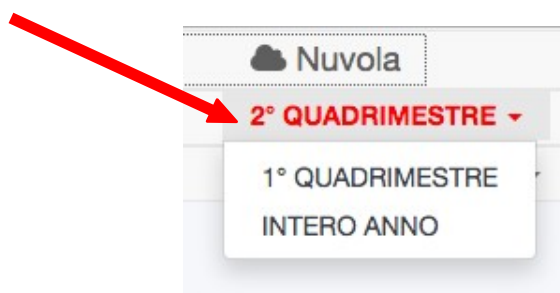 Nuvola
2° QUADRIMESTRE
1° QUADRIMESTRE
INTERO ANNO